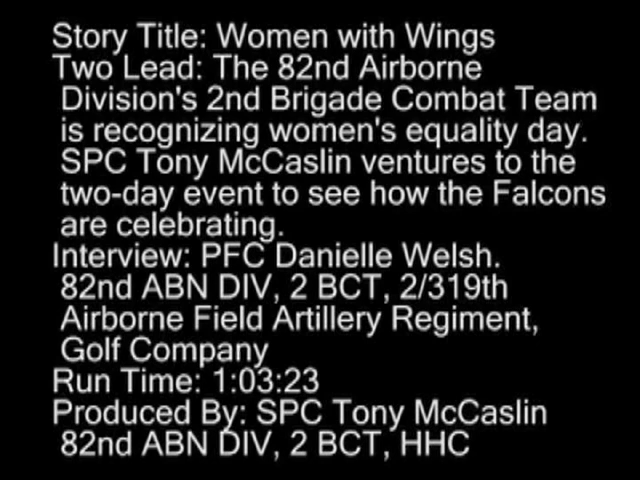 Story Title: Women with Wings
Two Lead: The 82nd Airborne
Division's 2nd Brigade Combat Team
is recognizing women's equality day.
SPC Tony McCaslin ventures to the
two-day event to see how the Falcons
are celebrating.
Interview: PFC Danielle Welsh.
82nd ABN DIV, 2 BCT, 2/319th
Airborne Field Artillery Regiment,
Golf Company
Run Time: 1:03:23
Produced By: SPC Tony McCaslin
82nd ABN DIV, 2 BCT, HHC